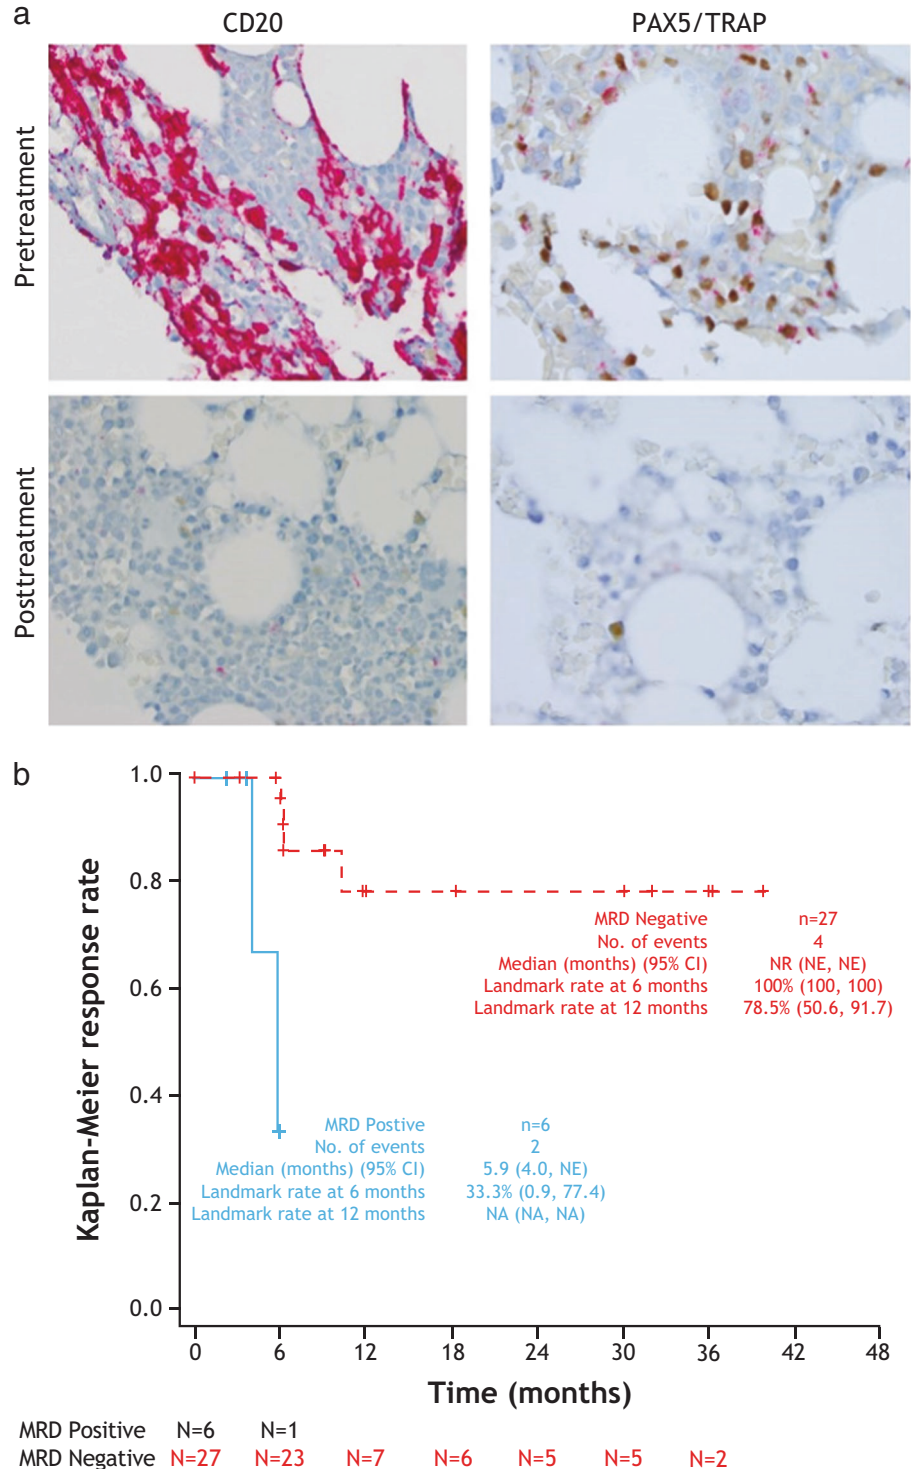 a
CD20 PAX5/TRAP
Pretreatment
Posttreatment
b
Kaplan-Meier response rate
1.0
0.8
0.6
0.4
0.2
0.0
MRD Negative n=27
No. of events 4
Median (months) (95% CI) NR (NE, NE)
Landmark rate at 6 months 100% (100, 100)
Landmark rate at 12 months 78.5% (50.6, 91.7)
MRD Postive n=6
No. of events 2
Median (months) (95% CI) 5.9 (4.0, NE)
Landmark rate at 6 months 33.3% (0.9, 77.4)
Landmark rate at 12 months NA (NA, NA)
0 6 12 18 24 30 36 42 48
Time (months)
MRD Positive N=6 N=1
MRD Negative N=27 N=23 N=7 N=6 N=5 N=5 N=2